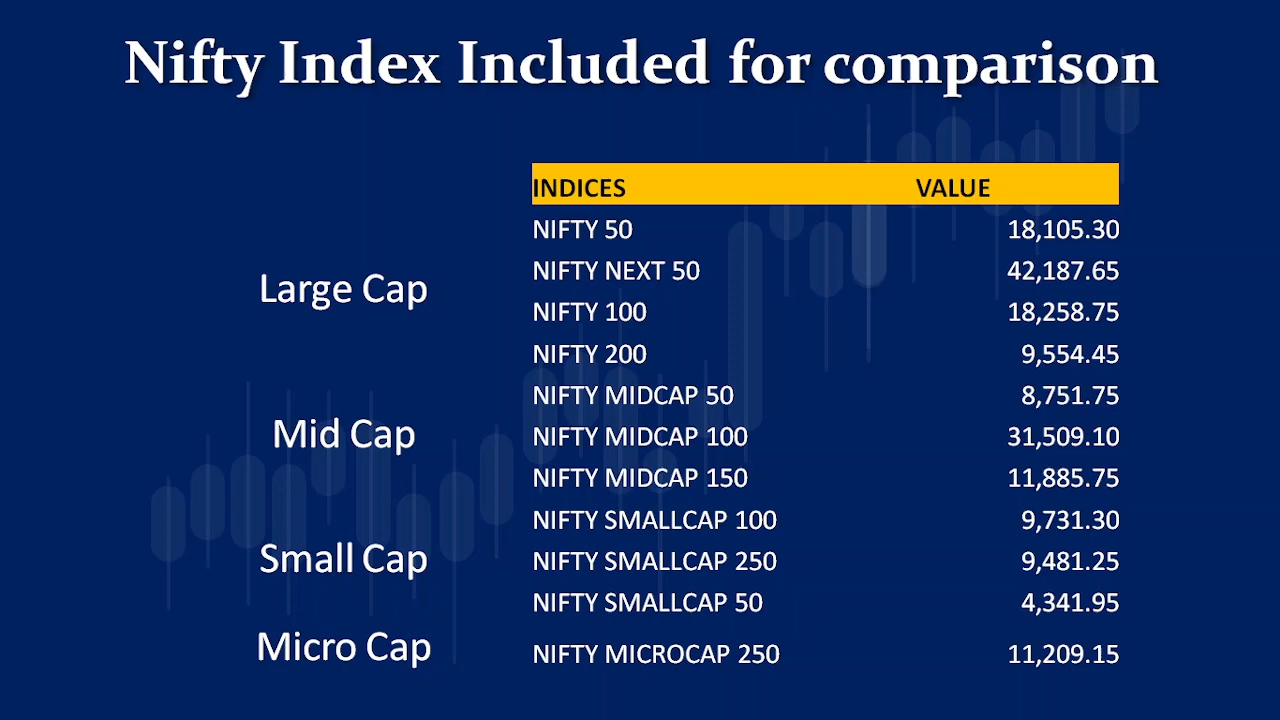 Nifty Index Included for comparison
INDICES VALUE
NIFTY 50 18,105.30
NIFTY NEXT 50 42,187.65
Large Cap
NIFTY 100 18,258.75
NIFTY 200 9,554.45
NIFTY MIDCAP 50 8,751.75
Mid Cap
NIFTY MIDCAP 100 31,509.10
NIFTY MIDCAP 150 11,885.75
NIFTY SMALLCAP 100 9,731.30
Small Cap
NIFTY SMALLCAP 250 9,481.25
NIFTY SMALLCAP 50 4,341.95
Micro Cap
NIFTY MICROCAP 250 11,209.15